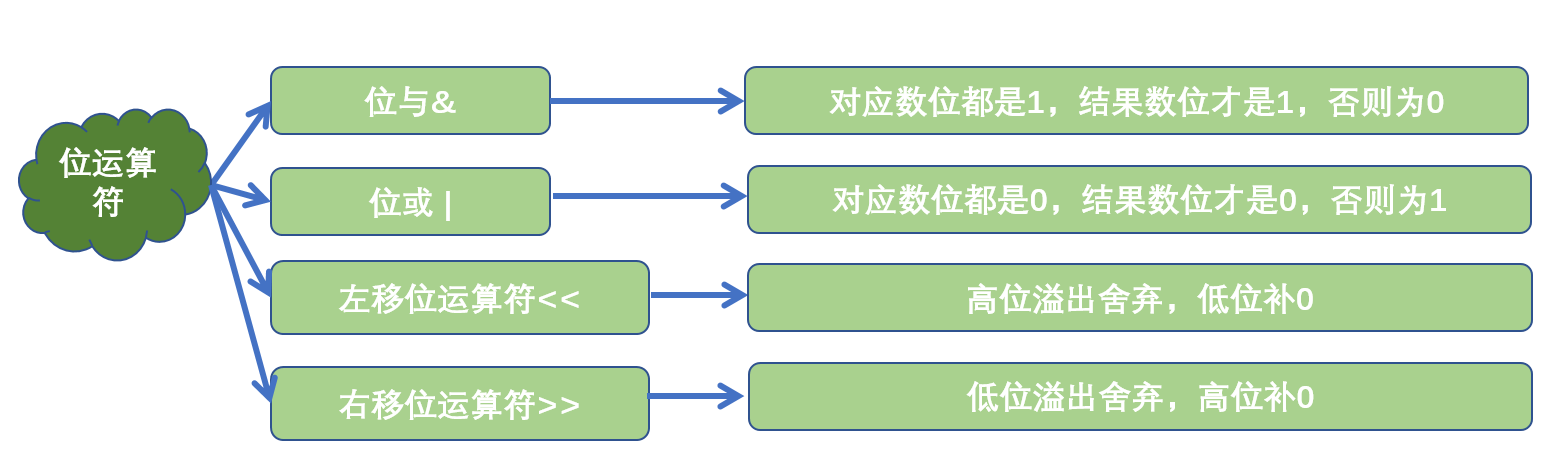 位运算
符
位与&
对应数位都是1，结果数位才是1，否则为0
位或 |
对应数位都是0，结果数位才是0，否则为1
左移位运算符<<
高位溢出舍弃，低位补0
右移位运算符>>
低位溢出舍弃，高位补0